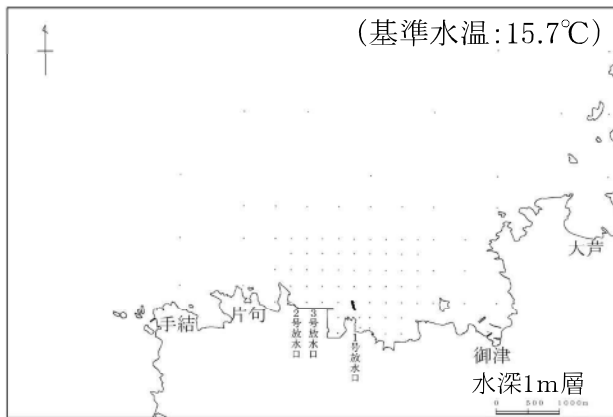 (基準水温:15.7℃)
大芦
手結
片句
2号放水口
3号放水口
1号放水口
御津
水深1m層
0 500 1000m